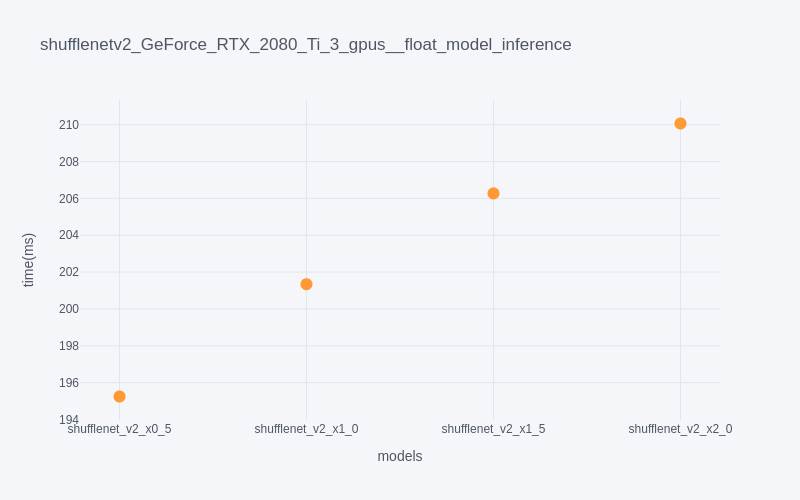 shufflenetv2_GeForce_RTX_2080_Ti_3_gpus__float_model_inference
time(ms)
210
208
206
204
202
200
198
196
194
shufflenet_v2_x0_5
shufflenet_v2_x1_0
shufflenet_v2_x1_5
shufflenet_v2_x2_0
models